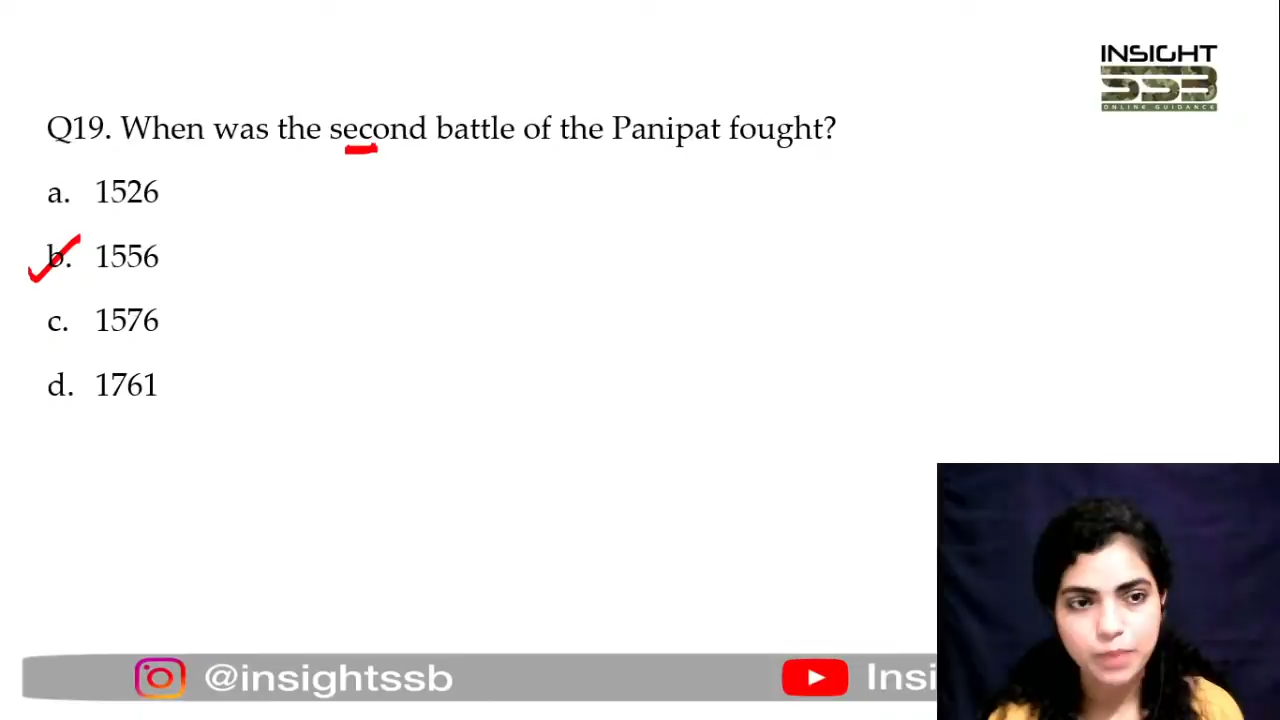 INSIGHT
SSB
ONLINE GUIDANCE
Q19. When was the second battle of the Panipat fought?
a. 1526
b. 1556
c. 1576
d. 1761
@insightssb
Insi